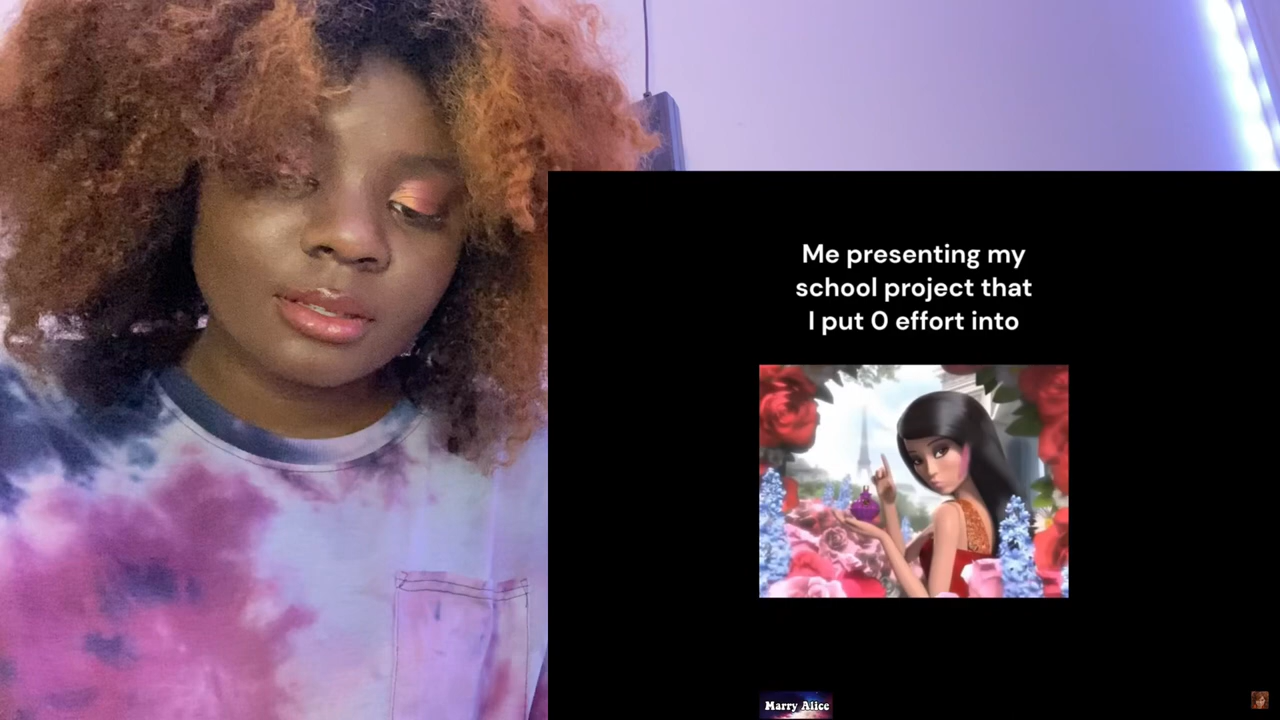 Me presenting my
school project that
I put 0 effort into
Marry Alice